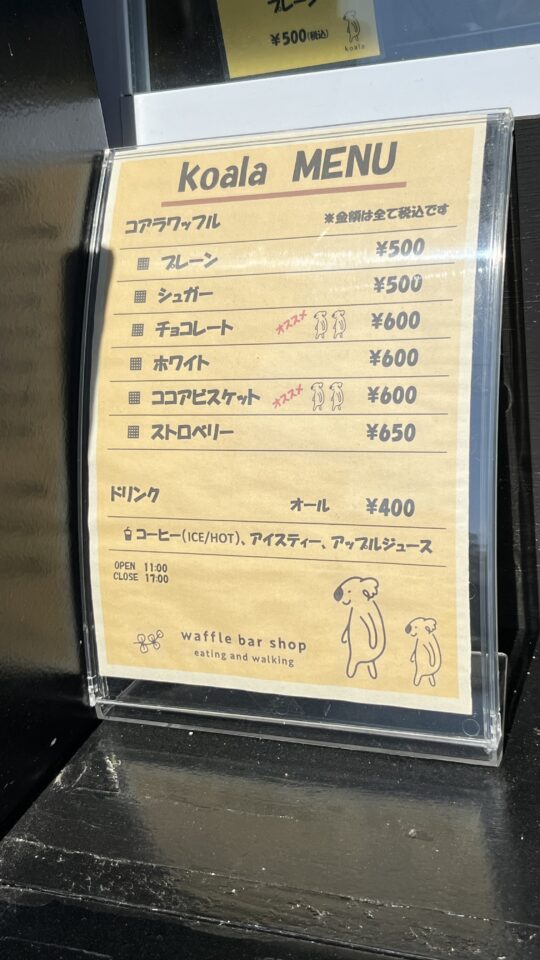 プレーン
¥500(税込)
koala
koala MENU
コアラワッフル ※金額は全て税込です
プレーン ¥500
シュガー ¥500
チョコレート オススメ ¥600
ホワイト ¥600
ココアビスケット オススメ ¥600
ストロベリー ¥650
ドリンク オール ¥400
コーヒー(ICE/HOT)、アイスティー、アップルジュース
OPEN 11:00
CLOSE 17:00
waffle bar shop
eating and walking